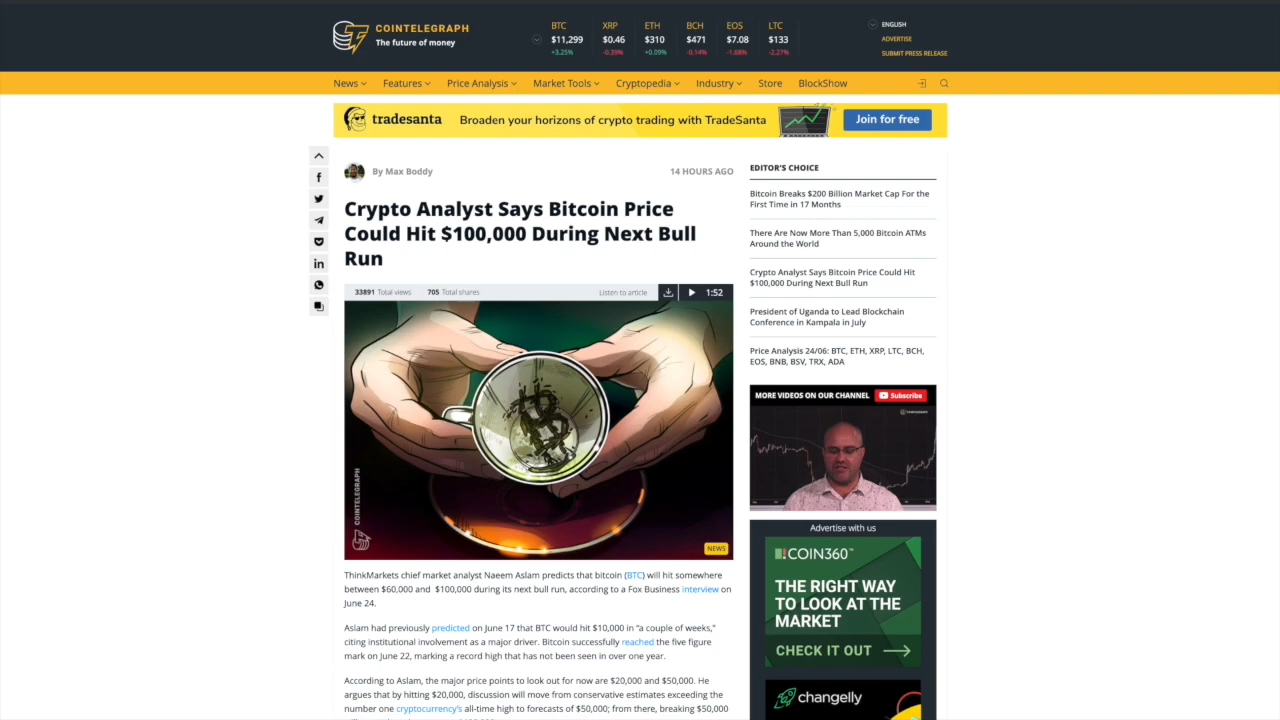 COINTELEGRAPH
The future of money
BTC
$11,299
+3.25%
XRP
$0.46
-0.39%
ETH
$310
+0.09%
BCH
$471
-0.14%
EOS
$7.08
-1.68%
LTC
$133
-2.27%
ENGLISH
ADVERTISE
SUBMIT PRESS RELEASE
News Features Price Analysis Market Tools Cryptopedia Industry Store BlockShow
tradesanta Broaden your horizons of crypto trading with TradeSanta Join for free
By Max Boddy 14 HOURS AGO
Crypto Analyst Says Bitcoin Price
Could Hit $100,000 During Next Bull
Run
33891 Total views 705 Total shares Listen to article 1:52
COINTELEGRAPH
NEWS
ThinkMarkets chief market analyst Naeem Aslam predicts that bitcoin (BTC) will hit somewhere
between $60,000 and $100,000 during its next bull run, according to a Fox Business interview on
June 24.
Aslam had previously predicted on June 17 that BTC would hit $10,000 in “a couple of weeks,”
citing institutional involvement as a major driver. Bitcoin successfully reached the five figure
mark on June 22, marking a record high that has not been seen in over one year.
According to Aslam, the major price points to look out for now are $20,000 and $50,000. He
argues that by hitting $20,000, discussion will move from conservative estimates exceeding the
number one cryptocurrency's all-time high to forecasts of $50,000; from there, breaking $50,000
EDITOR'S CHOICE
Bitcoin Breaks $200 Billion Market Cap For the
First Time in 17 Months
There Are Now More Than 5,000 Bitcoin ATMs
Around the World
Crypto Analyst Says Bitcoin Price Could Hit
$100,000 During Next Bull Run
President of Uganda to Lead Blockchain
Conference in Kampala in July
Price Analysis 24/06: BTC, ETH, XRP, LTC, BCH,
EOS, BNB, BSV, TRX, ADA
MORE VIDEOS ON OUR CHANNEL Subscribe
COINTELEGRAPH
Advertise with us
COIN360™
THE RIGHT WAY
TO LOOK AT THE
MARKET
CHECK IT OUT
changelly